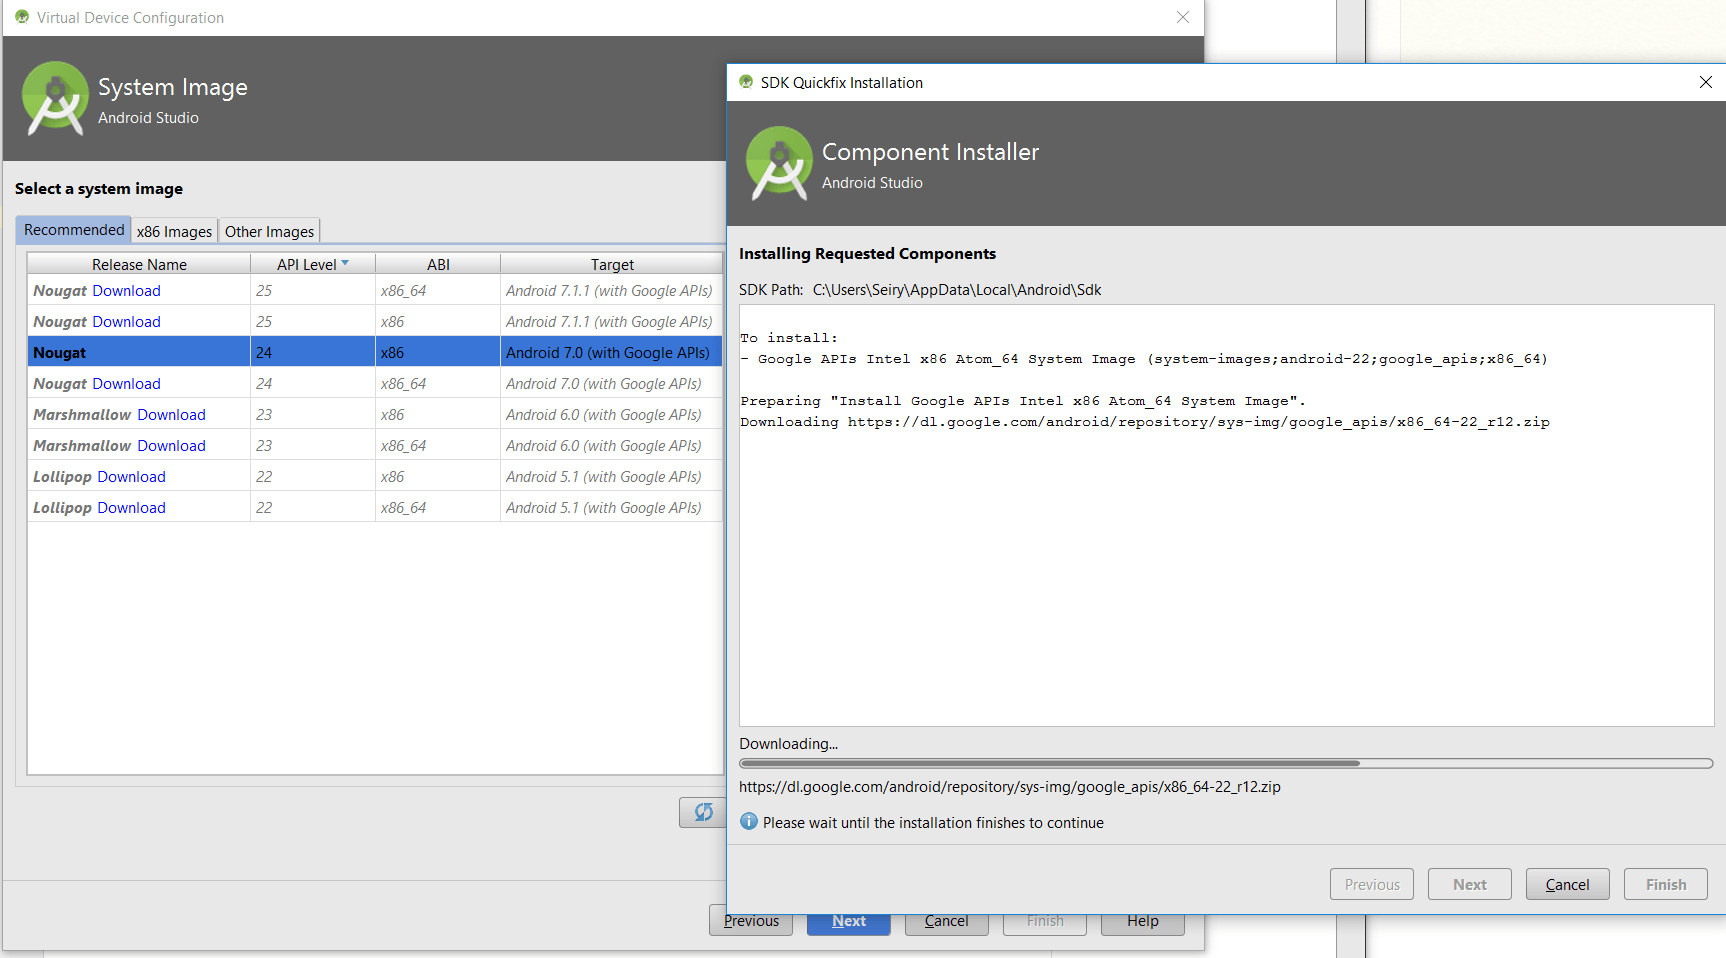 Virtual Device Configuration
System Image
Android Studio
Select a system image
Recommended x86 Images Other Images
Release Name API Level ABI Target
Nougat Download 25 x86_64 Android 7.1.1 (with Google APIs)
Nougat Download 25 x86 Android 7.1.1 (with Google APIs)
Nougat 24 x86 Android 7.0 (with Google APIs)
Nougat Download 24 x86_64 Android 7.0 (with Google APIs)
Marshmallow Download 23 x86 Android 6.0 (with Google APIs)
Marshmallow Download 23 x86_64 Android 6.0 (with Google APIs)
Lollipop Download 22 x86 Android 5.1 (with Google APIs)
Lollipop Download 22 x86_64 Android 5.1 (with Google APIs)
Previous Next Cancel Finish Help
SDK Quickfix Installation
Component Installer
Android Studio
Installing Requested Components
SDK Path: C:\Users\Seiry\AppData\Local\Android\Sdk
To install:
- Google APIs Intel x86 Atom_64 System Image (system-images;android-22;google_apis;x86_64)
Preparing "Install Google APIs Intel x86 Atom_64 System Image".
Downloading https://dl.google.com/android/repository/sys-img/google_apis/x86_64-22_r12.zip
Downloading...
https://dl.google.com/android/repository/sys-img/google_apis/x86_64-22_r12.zip
Please wait until the installation finishes to continue
Previous Next Cancel Finish